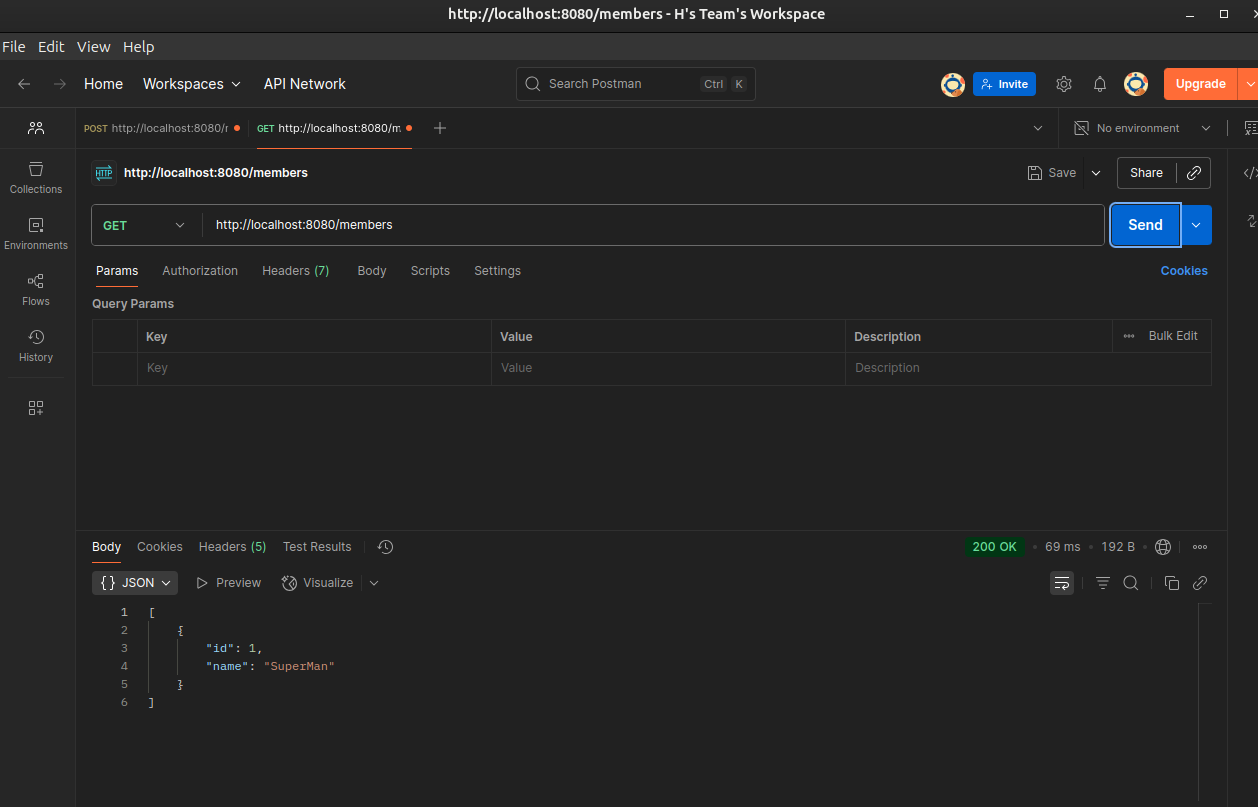 http://localhost:8080/members - H's Team's Workspace
File Edit View Help
Home Workspaces API Network Search Postman Ctrl K Invite Upgrade
POST http://localhost:8080/r GET http://localhost:8080/m No environment
Collections
Environments
Flows
History
HTTP http://localhost:8080/members Save Share
GET http://localhost:8080/members Send
Params Authorization Headers (7) Body Scripts Settings Cookies
Query Params
Key Value Description Bulk Edit
Key Value Description
Body Cookies Headers (5) Test Results 200 OK 69 ms 192 B
{} JSON Preview Visualize
1 [
2 {
3 "id": 1,
4 "name": "SuperMan"
5 }
6 ]